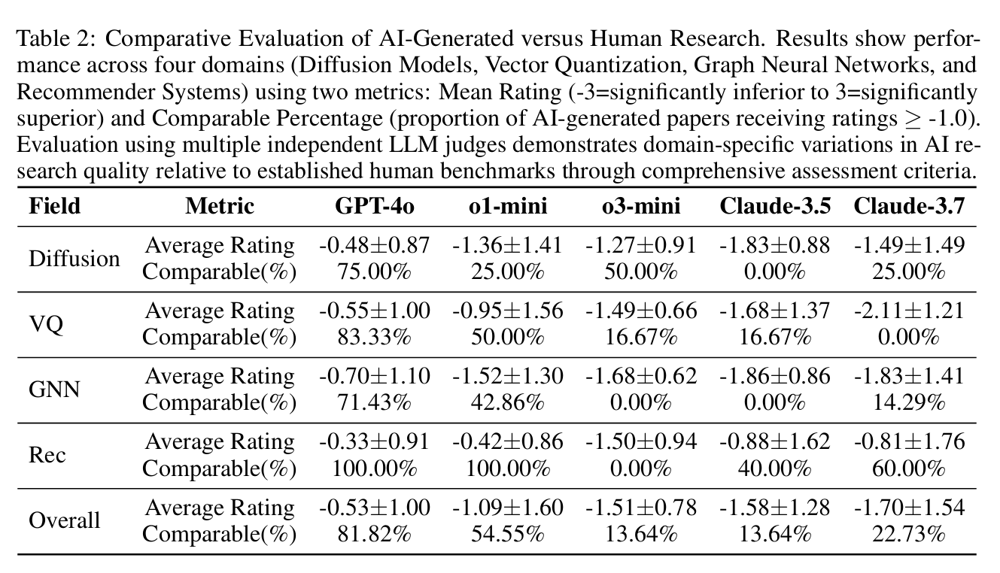 Table 2: Comparative Evaluation of AI-Generated versus Human Research. Results show perfor-
mance across four domains (Diffusion Models, Vector Quantization, Graph Neural Networks, and
Recommender Systems) using two metrics: Mean Rating (-3=significantly inferior to 3=significantly
superior) and Comparable Percentage (proportion of AI-generated papers receiving ratings ≥ -1.0).
Evaluation using multiple independent LLM judges demonstrates domain-specific variations in AI re-
search quality relative to established human benchmarks through comprehensive assessment criteria.
Field Metric GPT-4o o1-mini o3-mini Claude-3.5 Claude-3.7
Diffusion
Average Rating -0.48±0.87 -1.36±1.41 -1.27±0.91 -1.83±0.88 -1.49±1.49
Comparable(%) 75.00% 25.00% 50.00% 0.00% 25.00%
VQ
Average Rating -0.55±1.00 -0.95±1.56 -1.49±0.66 -1.68±1.37 -2.11±1.21
Comparable(%) 83.33% 50.00% 16.67% 16.67% 0.00%
GNN
Average Rating -0.70±1.10 -1.52±1.30 -1.68±0.62 -1.86±0.86 -1.83±1.41
Comparable(%) 71.43% 42.86% 0.00% 0.00% 14.29%
Rec
Average Rating -0.33±0.91 -0.42±0.86 -1.50±0.94 -0.88±1.62 -0.81±1.76
Comparable(%) 100.00% 100.00% 0.00% 40.00% 60.00%
Overall
Average Rating -0.53±1.00 -1.09±1.60 -1.51±0.78 -1.58±1.28 -1.70±1.54
Comparable(%) 81.82% 54.55% 13.64% 13.64% 22.73%